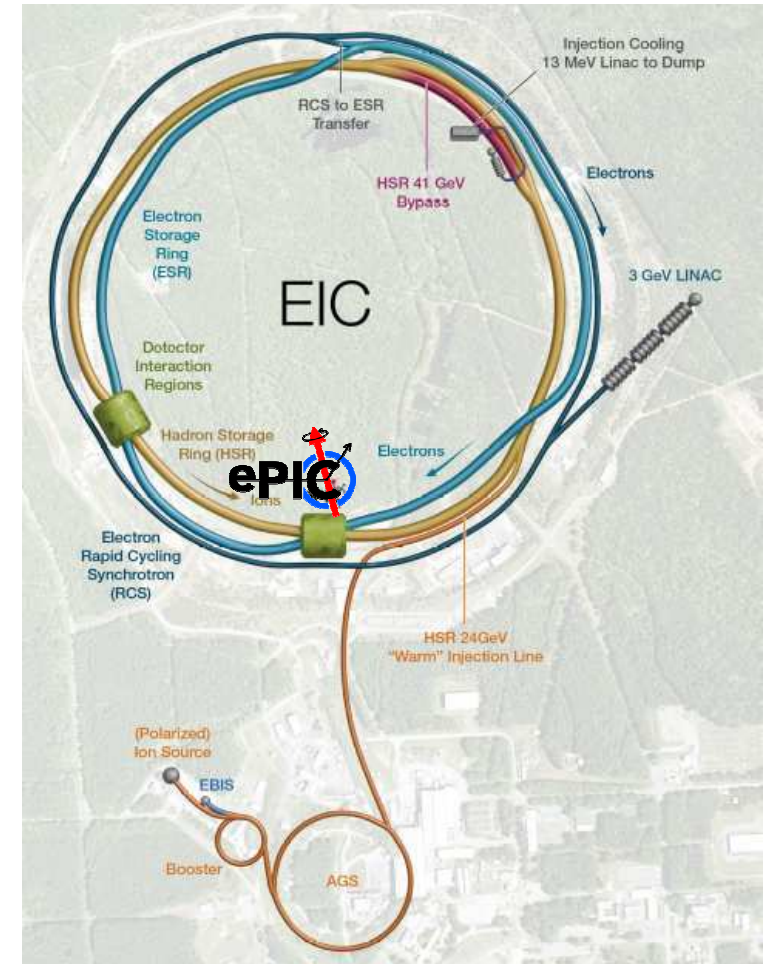 Injection Cooling
13 MeV Linac to Dump
RCS to ESR
Transfer
HSR 41 GeV
Bypass
Electrons
Electron
Storage
Ring
(ESR)
3 GeV LINAC
EIC
Detector
Interaction
Regions
Hadron Storage
Ring (HSR)
Electrons
ePIC
Ions
Electron
Rapid Cycling
Synchrotron
(RCS)
HSR 24GeV
“Warm” Injection Line
(Polarized)
Ion Source
EBIS
Booster
AGS